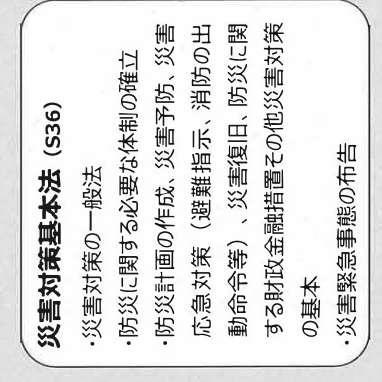 災害対策基本法（S36）
・災害対策の一般法
・防災に関する必要な体制の確立
・防災計画の作成、災害予防、災害
応急対策（避難指示、消防の出
動命令等）、災害復旧、防災に関
する財政金融措置その他災害対策
の基本
・災害緊急事態の布告